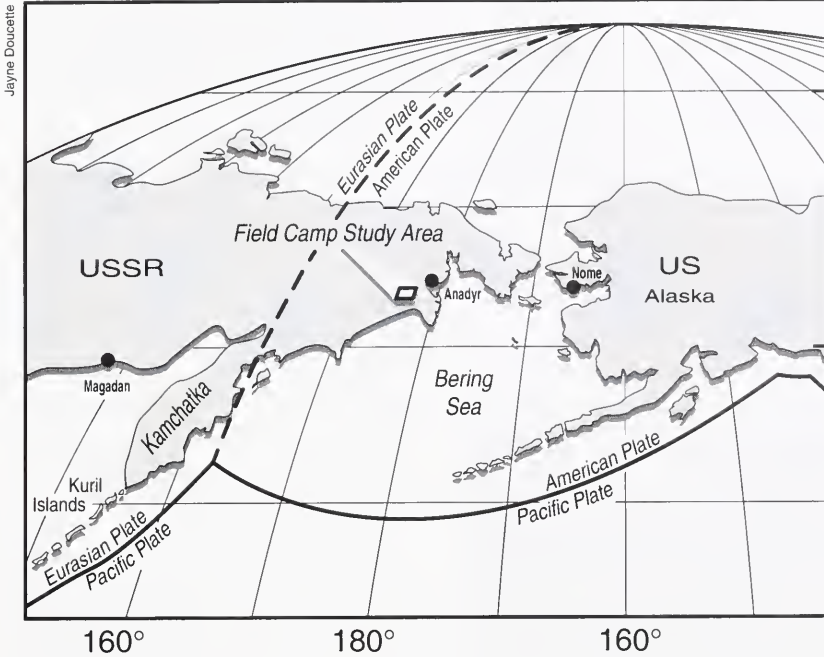 Jayne Doucette
Eurasian Plate
American Plate
Field Camp Study Area
USSR
US
Alaska
Nome
Anadyr
Magadan
Kamchatka
Bering
Sea
Kuril
Islands
Eurasian Plate
Pacific Plate
American Plate
Pacific Plate
160°
180°
160°